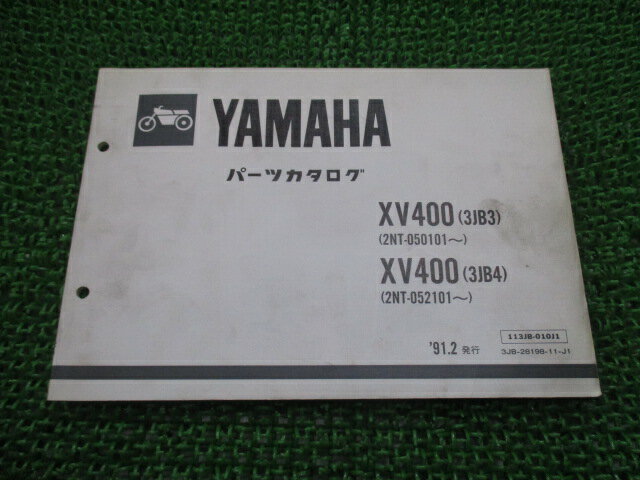 YAMAHA
パーツカタログ
XV400 (3JB3)
(2NT-050101～)
XV400 (3JB4)
(2NT-052101～)
'91.2 発行
113JB-010J1
3JB-28198-11-J1